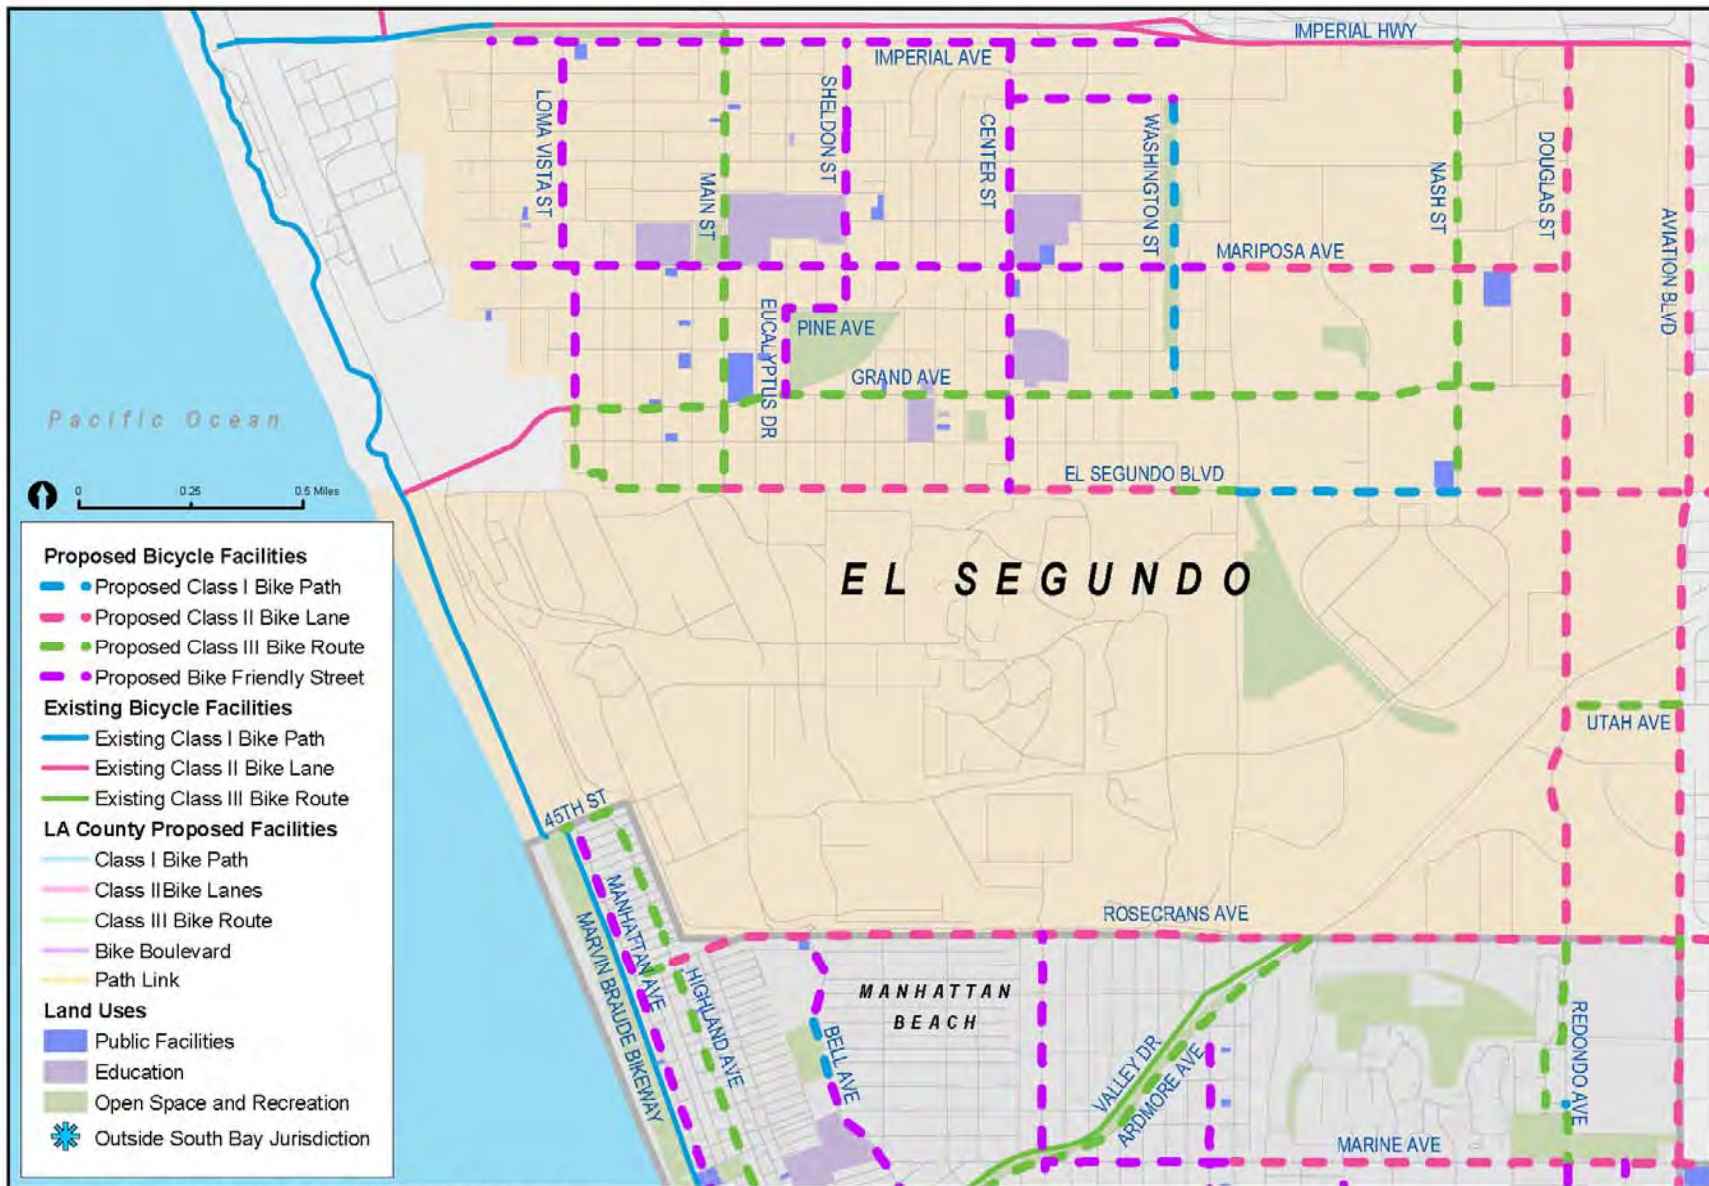 IMPERIAL HWY
IMPERIAL AVE
LOMA VISTA ST
MAIN ST
SHELDON ST
CENTER ST
WASHINGTON ST
NASH ST
DOUGLAS ST
AVIATION BLVD
MARIPOSA AVE
EUCALYPTUS DR
PINE AVE
GRAND AVE
Pacific Ocean
EL SEGUNDO BLVD
0 0.25 0.5 Miles
EL SEGUNDO
Proposed Bicycle Facilities
Proposed Class I Bike Path
Proposed Class II Bike Lane
Proposed Class III Bike Route
Proposed Bike Friendly Street
Existing Bicycle Facilities
Existing Class I Bike Path
Existing Class II Bike Lane
Existing Class III Bike Route
LA County Proposed Facilities
Class I Bike Path
Class II Bike Lanes
Class III Bike Route
Bike Boulevard
Path Link
Land Uses
Public Facilities
Education
Open Space and Recreation
Outside South Bay Jurisdiction
UTAH AVE
45TH ST
ROSECRANS AVE
MANHATTAN AVE
MARVIN BRAUDE BIKEWAY
HIGHLAND AVE
BELL AVE
MANHATTAN
BEACH
VALLEY DR
ARDMORE AVE
REDONDO AVE
MARINE AVE